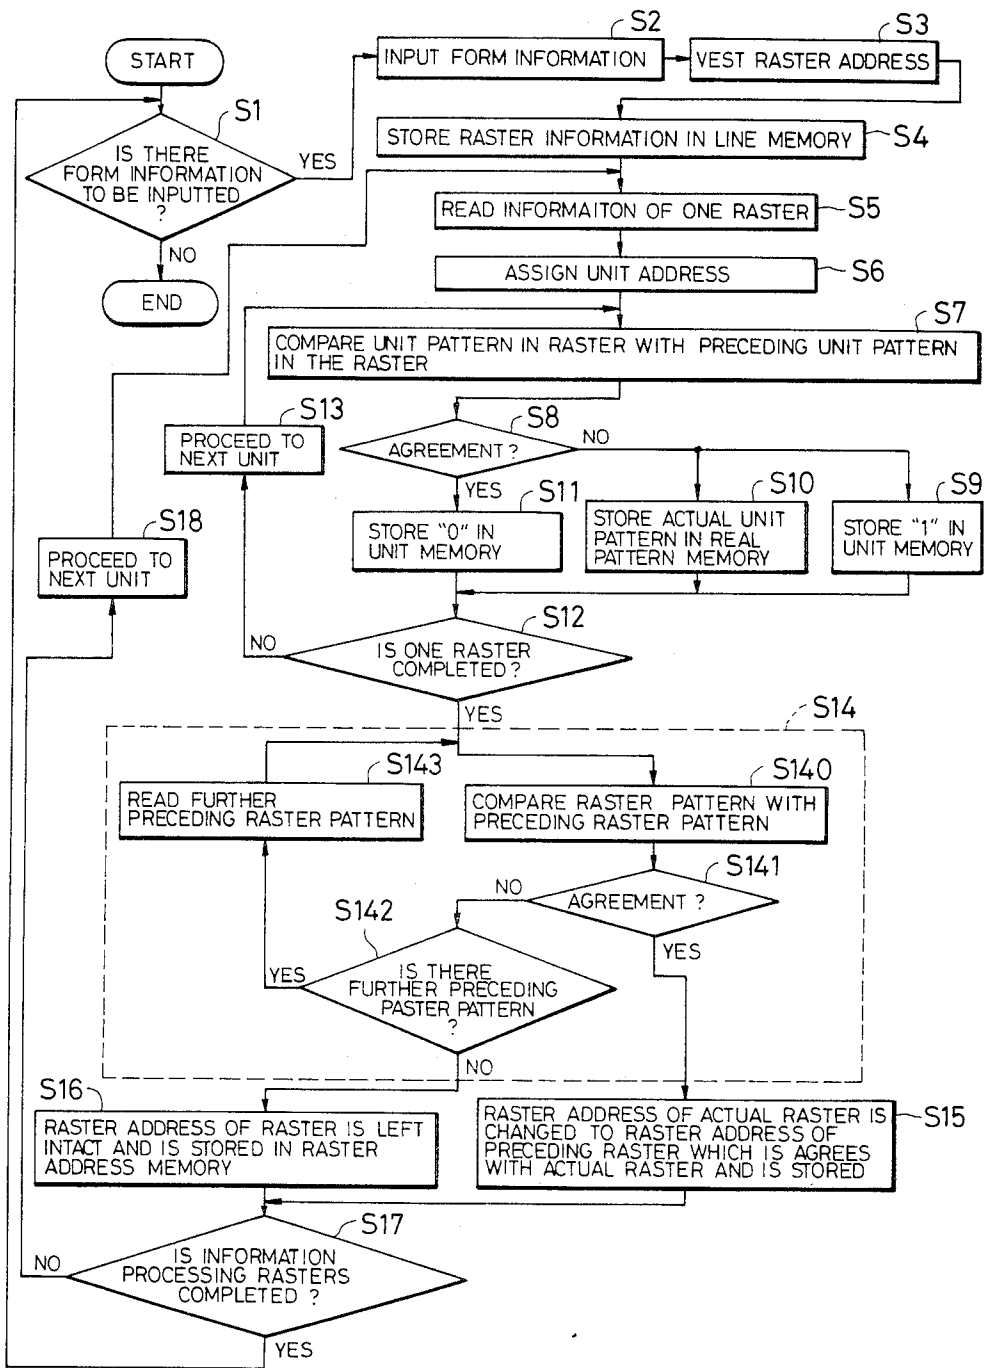 START
S1
IS THERE
FORM INFORMATION
TO BE INPUTTED
?
YES
NO
END
S2
INPUT FORM INFORMATION
S3
VEST RASTER ADDRESS
STORE RASTER INFORMATION IN LINE MEMORY
S4
READ INFORMAITON OF ONE RASTER
S5
ASSIGN UNIT ADDRESS
S6
S7
COMPARE UNIT PATTERN IN RASTER WITH PRECEDING UNIT PATTERN
IN THE RASTER
S13
PROCEED TO
NEXT UNIT
S8
AGREEMENT ?
NO
YES
S11
STORE "0" IN
UNIT MEMORY
S10
STORE ACTUAL UNIT
PATTERN IN REAL
PATTERN MEMORY
S9
STORE "1" IN
UNIT MEMORY
S18
PROCEED TO
NEXT UNIT
S12
IS ONE RASTER
COMPLETED ?
NO
YES
S14
S143
READ FURTHER
PRECEDING RASTER PATTERN
S140
COMPARE RASTER PATTERN WITH
PRECEDING RASTER PATTERN
S141
AGREEMENT ?
NO
YES
S142
IS THERE
FURTHER PRECEDING
PASTER PATTERN
?
YES
NO
S16
RASTER ADDRESS OF RASTER IS LEFT
INTACT AND IS STORED IN RASTER
ADDRESS MEMORY
RASTER ADDRESS OF ACTUAL RASTER IS
CHANGED TO RASTER ADDRESS OF
PRECEDING RASTER WHICH IS AGREES
WITH ACTUAL RASTER AND IS STORED
S15
S17
IS INFORMATION
PROCESSING RASTERS
COMPLETED ?
NO
YES